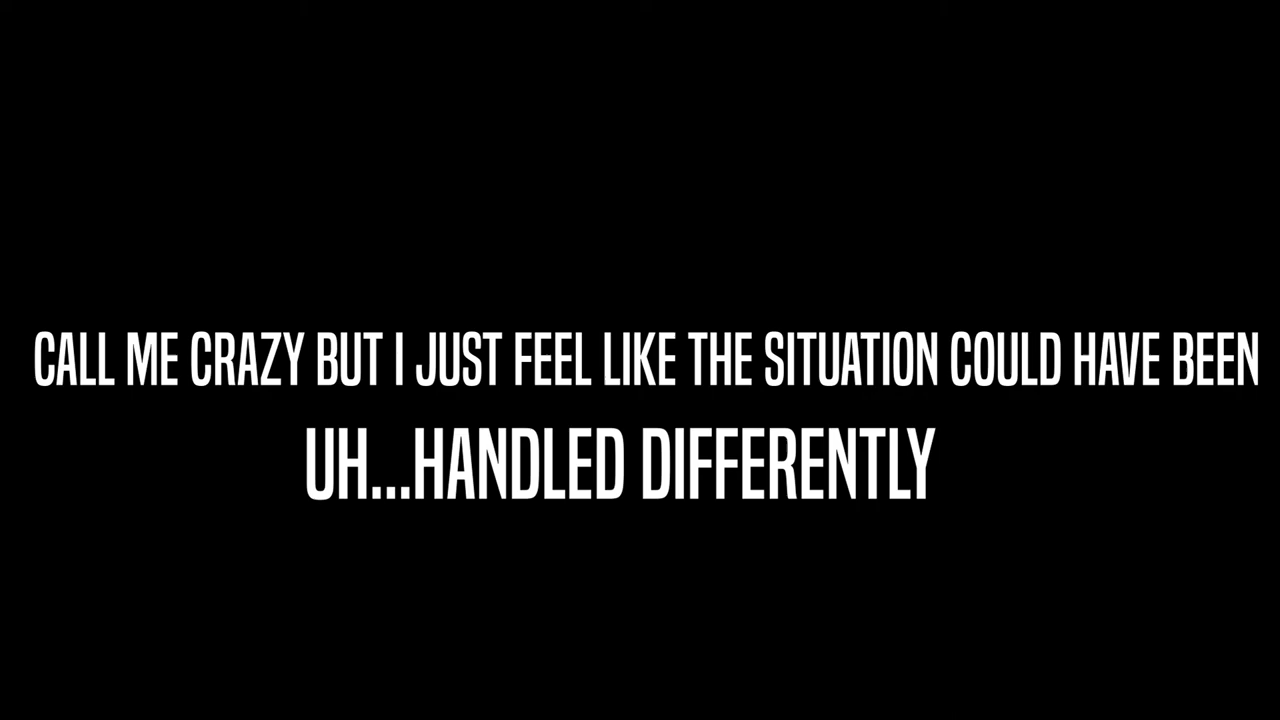 CALL ME CRAZY BUT I JUST FEEL LIKE THE SITUATION COULD HAVE BEEN
UH...HANDLED DIFFERENTLY